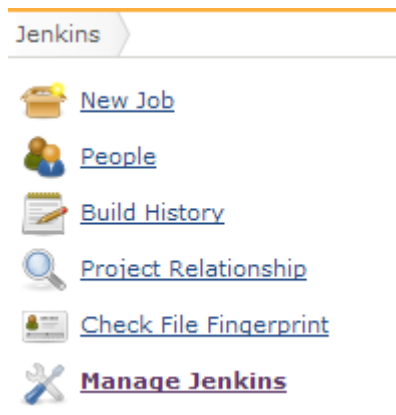 Jenkins
New Job
People
Build History
Project Relationship
Check File Fingerprint
Manage Jenkins